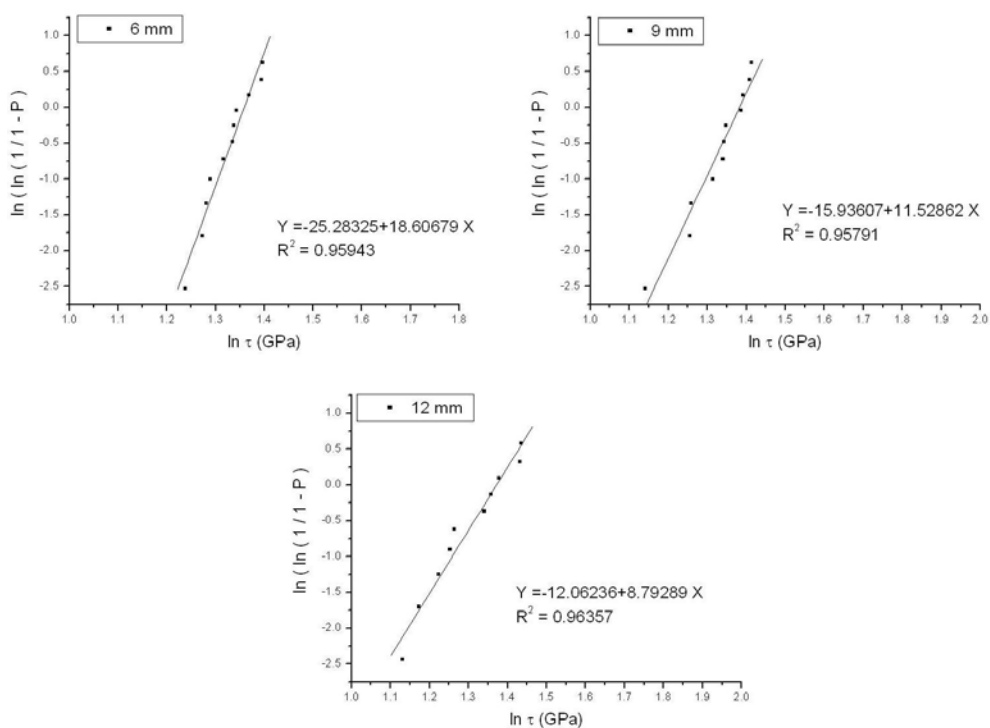 6 mm
1.0
0.5
0.0
-0.5
-1.0
-1.5
-2.0
-2.5
ln ( ln ( 1 / 1 - P )
Y =-25.28325+18.60679 X
R² = 0.95943
1.0 1.1 1.2 1.3 1.4 1.5 1.6 1.7 1.8
ln τ (GPa)
9 mm
1.0
0.5
0.0
-0.5
-1.0
-1.5
-2.0
-2.5
ln ( ln ( 1 / 1 - P )
Y =-15.93607+11.52862 X
R² = 0.95791
1.0 1.1 1.2 1.3 1.4 1.5 1.6 1.7 1.8 1.9 2.0
ln τ (GPa)
12 mm
1.0
0.5
0.0
-0.5
-1.0
-1.5
-2.0
-2.5
ln ( ln ( 1 / 1 - P )
Y =-12.06236+8.79289 X
R² = 0.96357
1.0 1.1 1.2 1.3 1.4 1.5 1.6 1.7 1.8 1.9 2.0
ln τ (GPa)